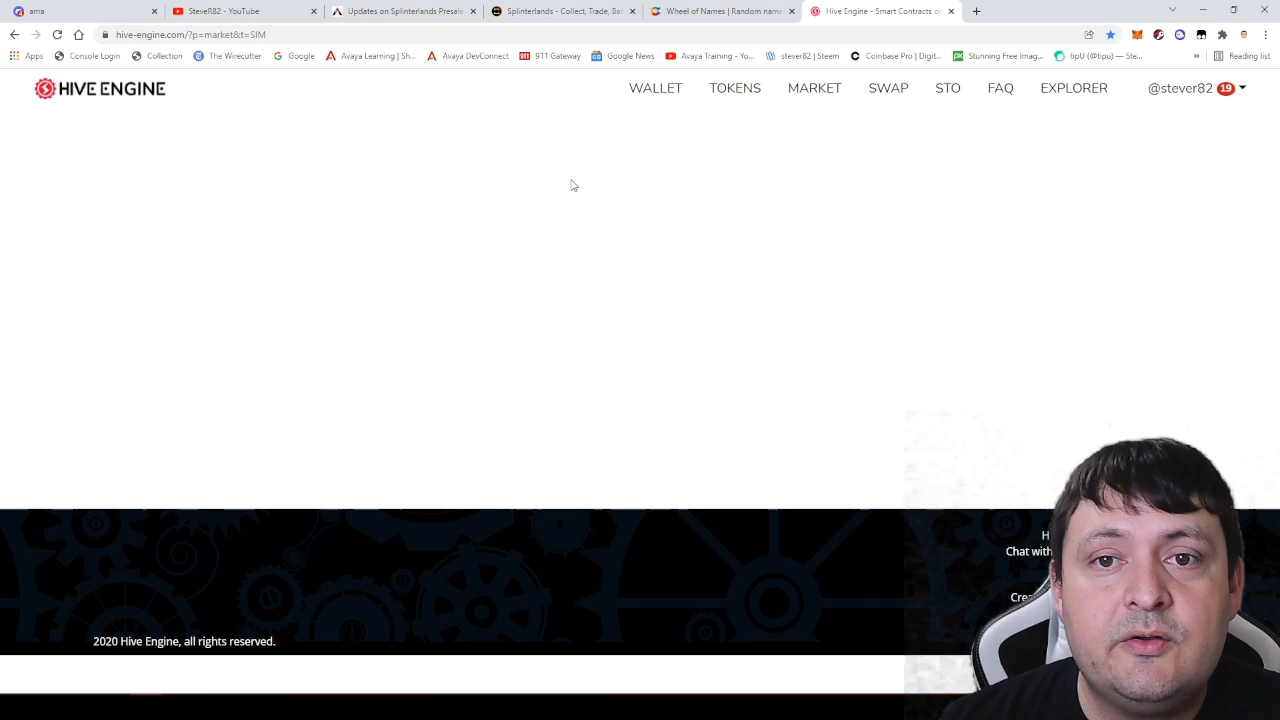 ama
SteveR82 - YouTube
Updates on Splinterlands Presale
Splinterlands - Collect, Trade, Bat
Wheel of Names | Random name
Hive Engine - Smart Contracts on
hive-engine.com/?p=market&t=SIM
Apps
Console Login
Collection
The Wirecutter
Google
Avaya Learning | Sh...
Avaya DevConnect
911 Gateway
Google News
Avaya Training - Yo...
stever82 | Steem
Coinbase Pro | Digit...
Stunning Free Imag...
tipU (@tipu) — Ste...
»
Reading list
HIVE ENGINE
WALLET
TOKENS
MARKET
SWAP
STO
FAQ
EXPLORER
@stever82 19
H
Chat with
Crea
2020 Hive Engine, all rights reserved.